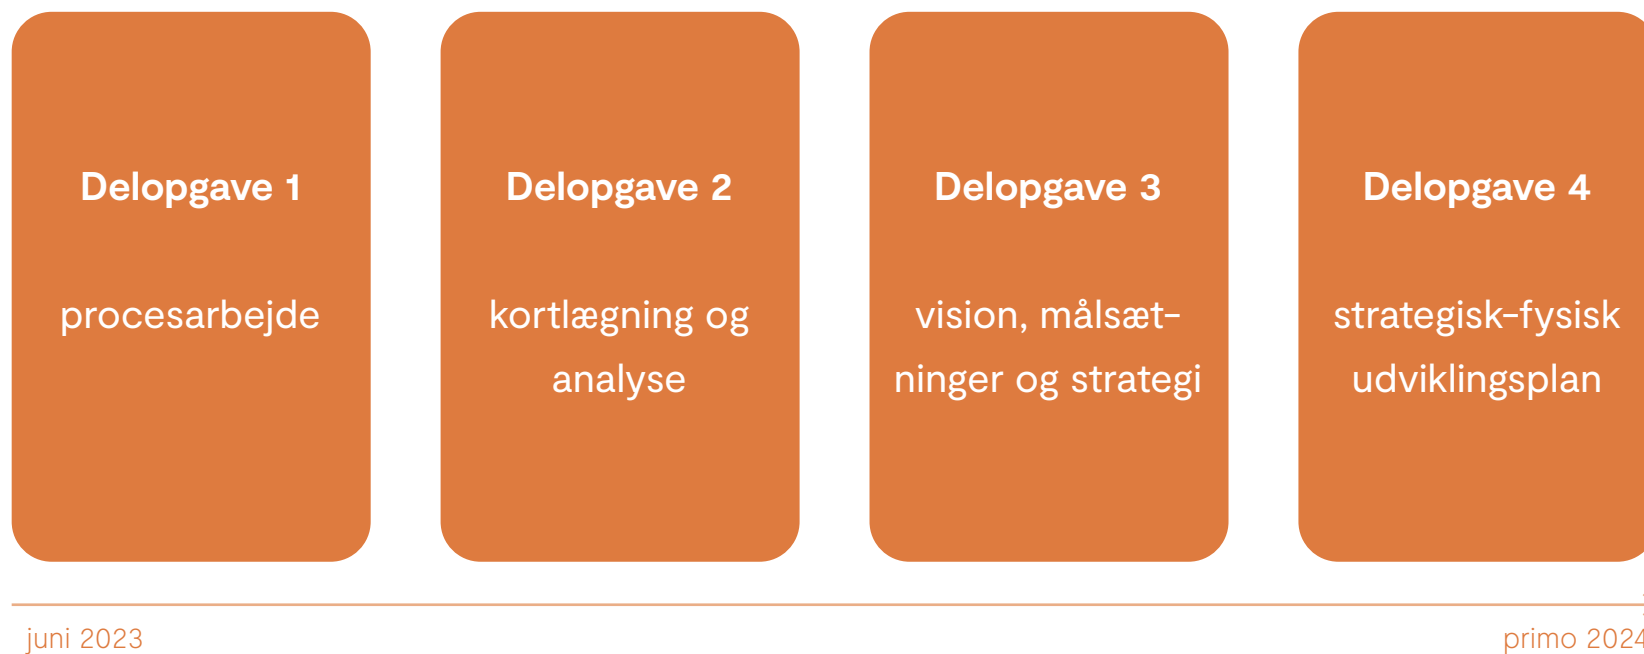 Delopgave 1
procesarbejde
Delopgave 2
kortlægning og
analyse
Delopgave 3
vision, målsæt-
ninger og strategi
Delopgave 4
strategisk-fysisk
udviklingsplan
juni 2023
primo 2024